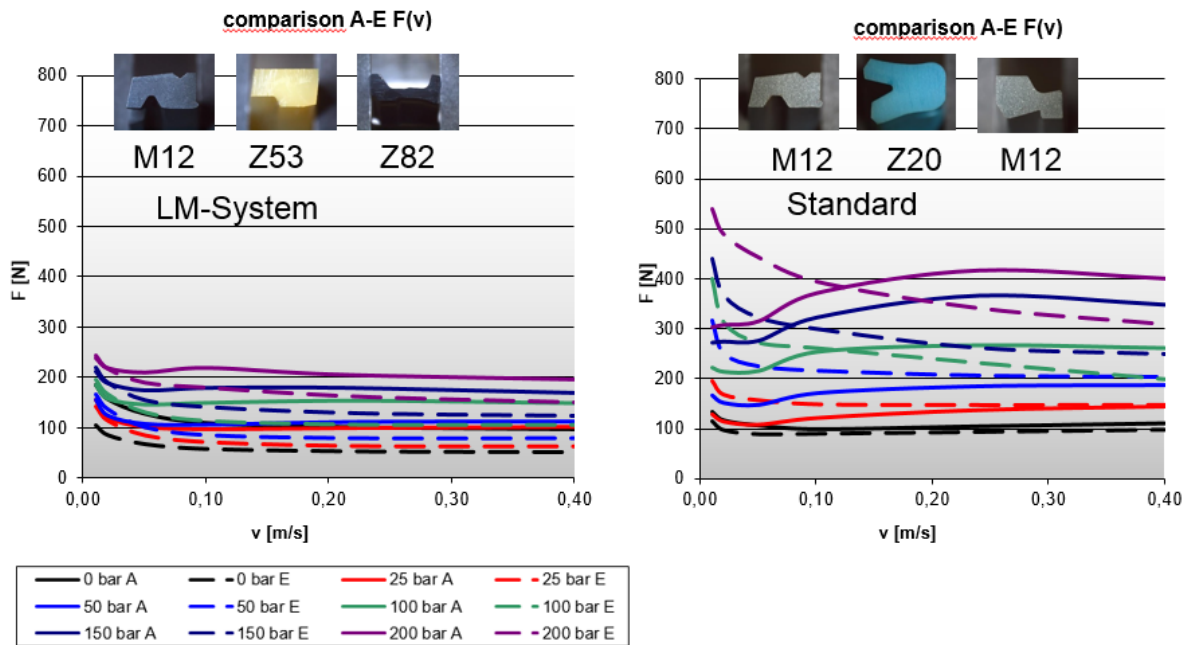 comparison A-E F(v)
800
700
600
500
400
300
200
100
0
F [N]
M12 Z53 Z82
LM-System
0,00 0,10 0,20 0,30 0,40
v [m/s]
comparison A-E F(v)
800
700
600
500
400
300
200
100
0
F [N]
M12 Z20 M12
Standard
0,00 0,10 0,20 0,30 0,40
v [m/s]
0 bar A 0 bar E 25 bar A 25 bar E
50 bar A 50 bar E 100 bar A 100 bar E
150 bar A 150 bar E 200 bar A 200 bar E